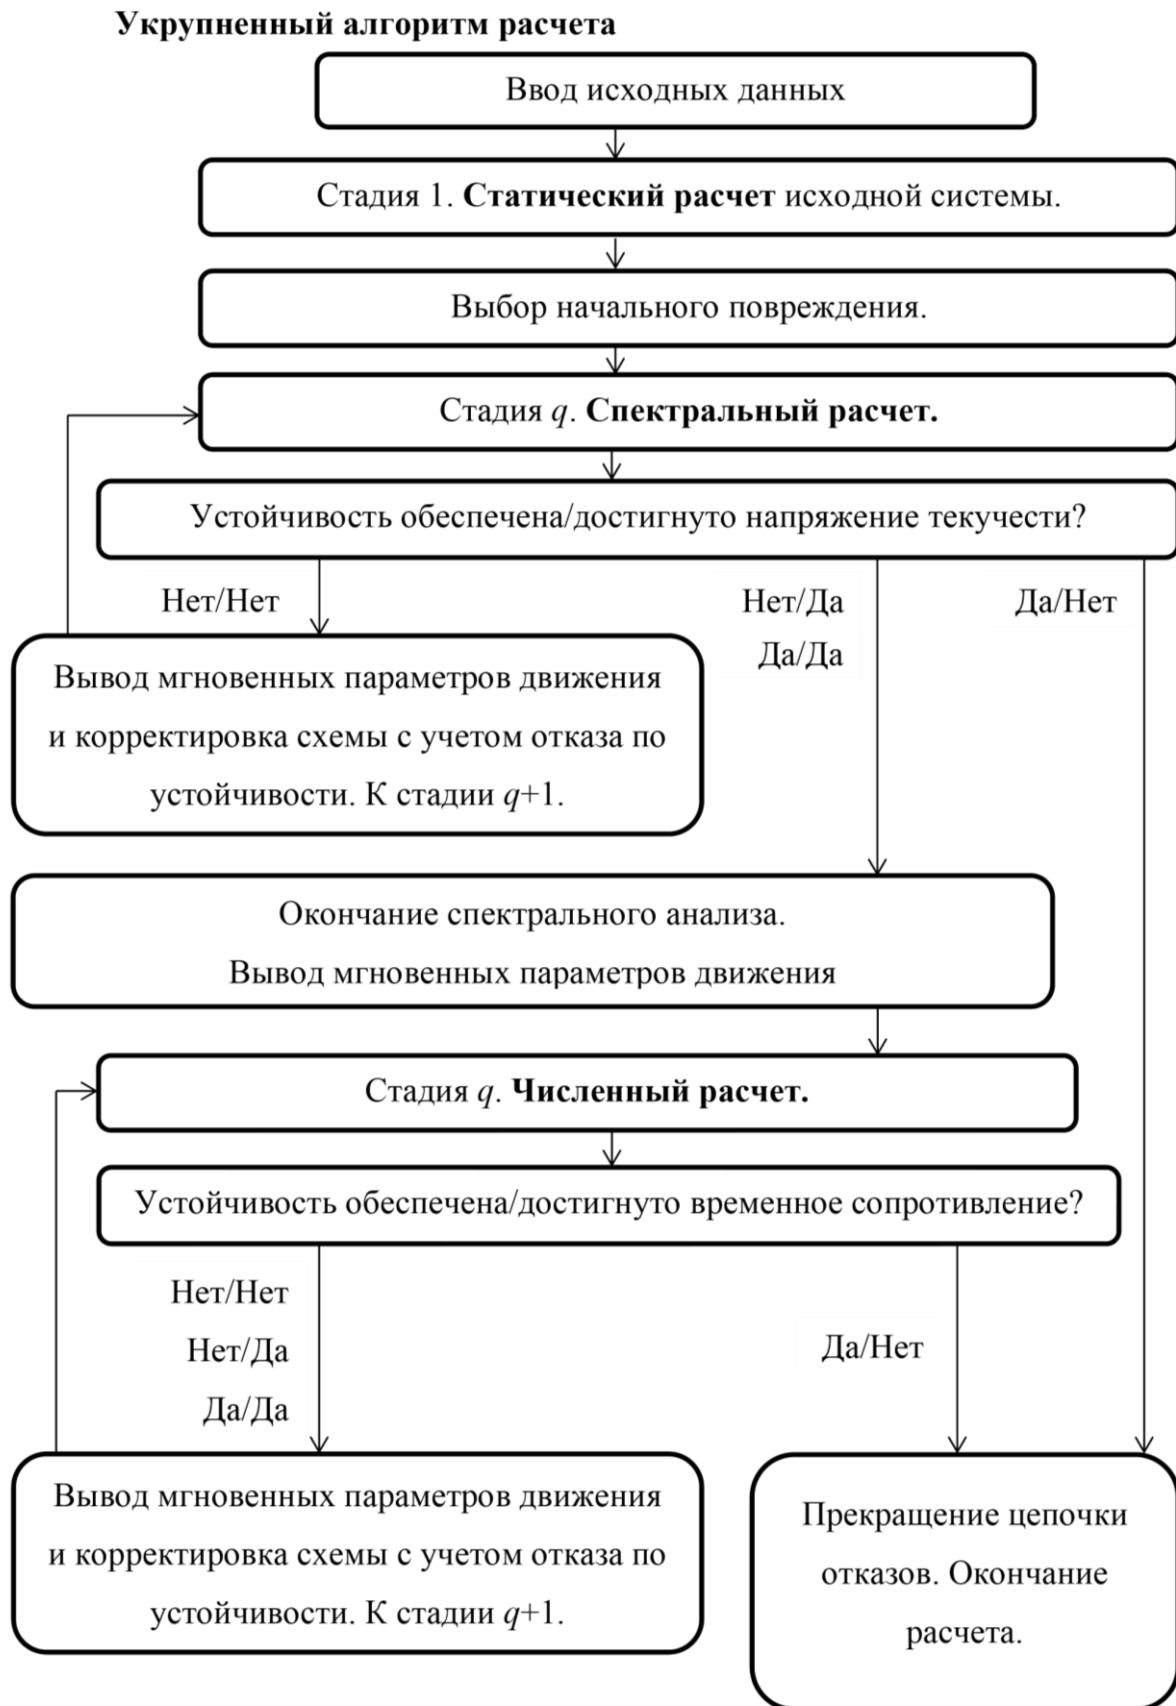 Укрупненный алгоритм расчета
Ввод исходных данных
Стадия 1. Статический расчет исходной системы.
Выбор начального повреждения.
Стадия q. Спектральный расчет.
Устойчивость обеспечена/достигнуто напряжение текучести?
Нет/Нет
Нет/Да
Да/Да
Да/Нет
Вывод мгновенных параметров движения
и корректировка схемы с учетом отказа по
устойчивости. К стадии q+1.
Окончание спектрального анализа.
Вывод мгновенных параметров движения
Стадия q. Численный расчет.
Устойчивость обеспечена/достигнуто временное сопротивление?
Нет/Нет
Нет/Да
Да/Да
Да/Нет
Вывод мгновенных параметров движения
и корректировка схемы с учетом отказа по
устойчивости. К стадии q+1.
Прекращение цепочки
отказов. Окончание
расчета.